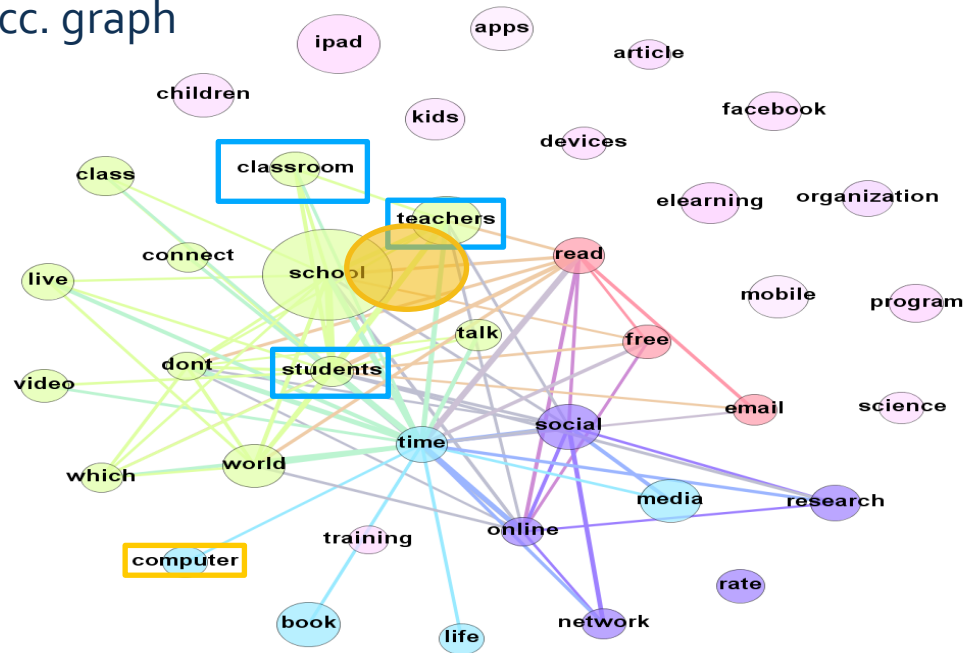 cc. graph
apps
ipad
article
children
facebook
kids
devices
classroom
class
elearning
organization
teachers
connect
read
school
live
mobile
program
talk
free
dont
students
video
email
science
social
time
world
which
media
research
online
training
computer
rate
book
network
life